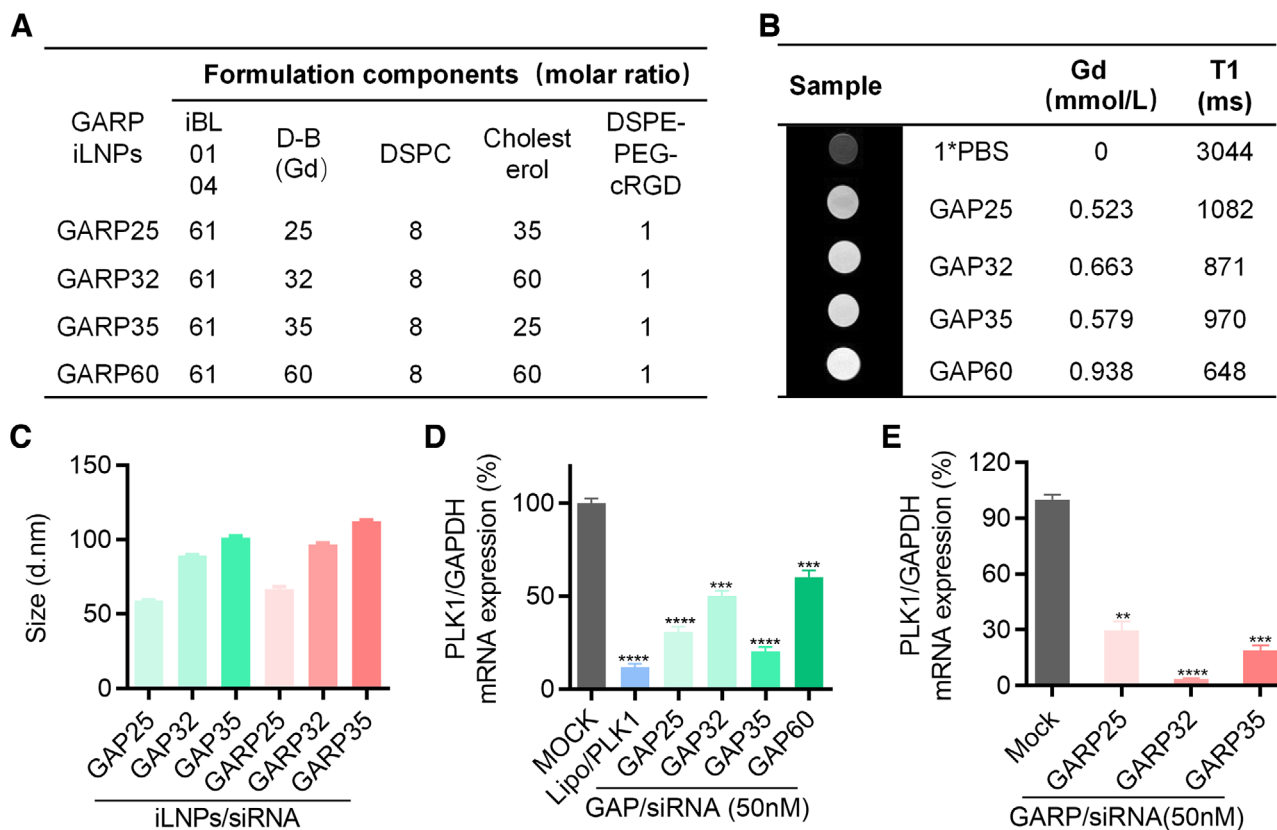 A
Formulation components (molar ratio)
GARP
iLNPs
iBL
01
04
D-B
(Gd)
DSPC
Cholest
erol
DSPE-
PEG-
cRGD
GARP25 61 25 8 35 1
GARP32 61 32 8 60 1
GARP35 61 35 8 25 1
GARP60 61 60 8 60 1
B
Sample
Gd
(mmol/L)
T1
(ms)
1*PBS 0 3044
GAP25 0.523 1082
GAP32 0.663 871
GAP35 0.579 970
GAP60 0.938 648
C
Size (d.nm)
150
100
50
0
GAP25
GAP32
GAP35
GARP25
GARP32
GARP35
iLNPs/siRNA
D
PLK1/GAPDH
mRNA expression (%)
100
50
0
****
****
***
****
***
MOCK
Lipo/PLK1
GAP25
GAP32
GAP35
GAP60
GAP/siRNA (50nM)
E
PLK1/GAPDH
mRNA expression (%)
120
90
60
30
0
**
****
***
Mock
GARP25
GARP32
GARP35
GARP/siRNA(50nM)